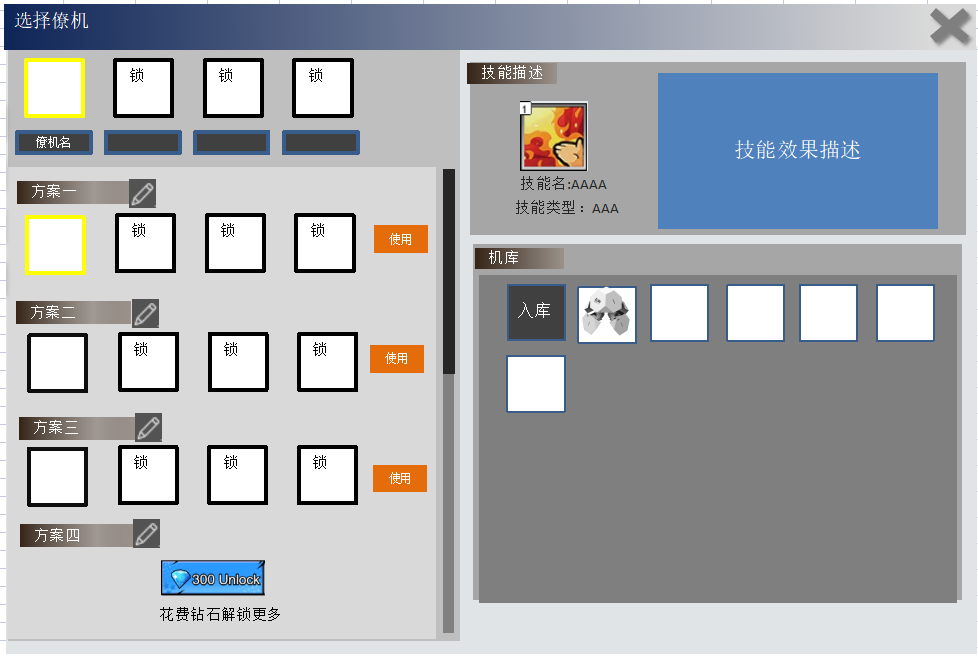 选择僚机
锁 锁 锁
僚机名
方案一
锁 锁 锁 使用
方案二
锁 锁 锁 使用
方案三
锁 锁 锁 使用
方案四
300 Unlock
花费钻石解锁更多
技能描述
1
技能名:AAAA
技能类型：AAA
技能效果描述
机库
入库